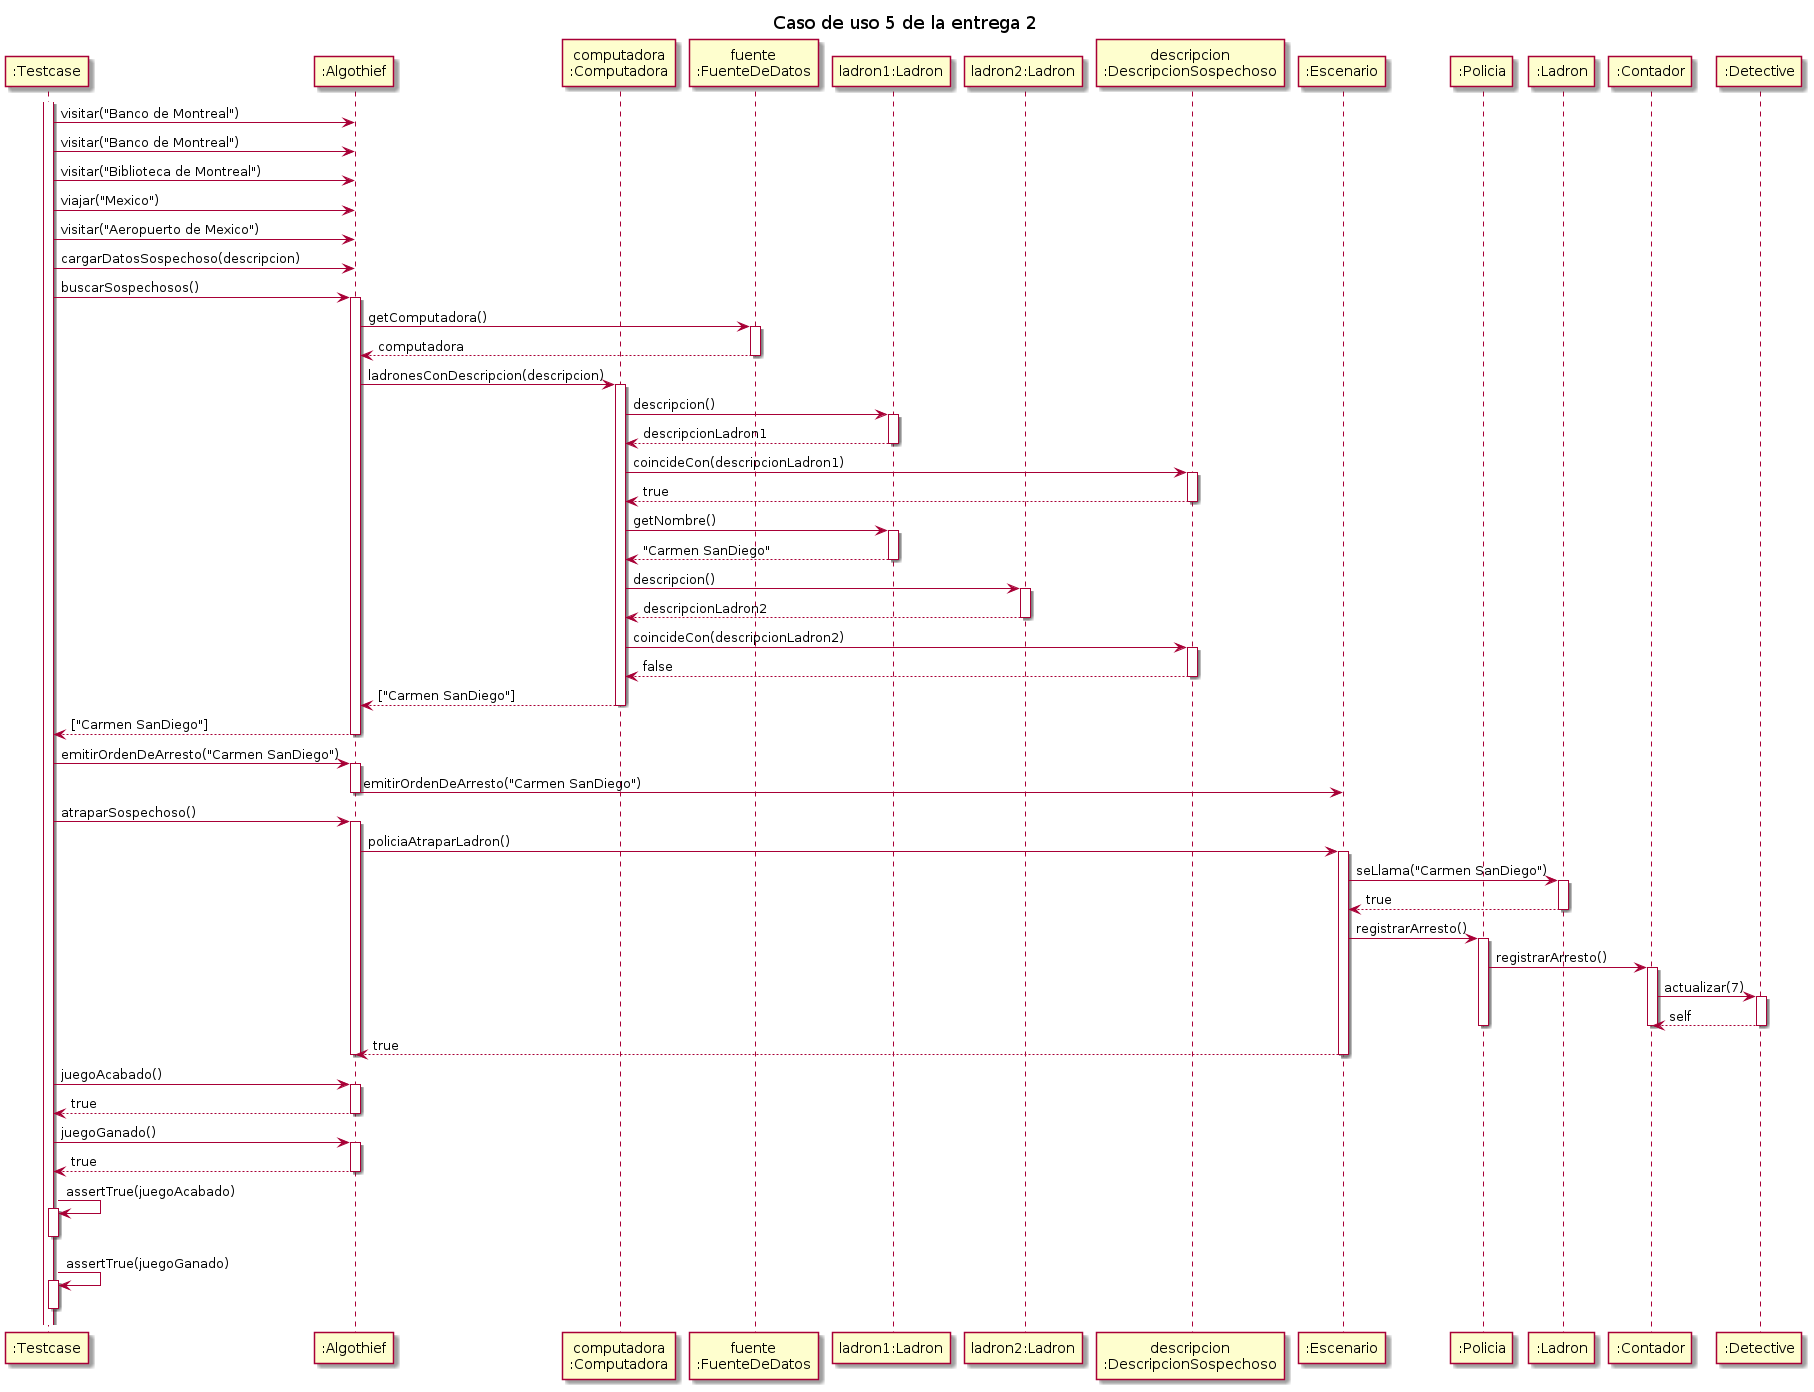 Caso de uso 5 de la entrega 2
:Testcase
:Algothief
computadora
:Computadora
fuente
:FuenteDeDatos
ladron1:Ladron
ladron2:Ladron
descripcion
:DescripcionSospechoso
:Escenario
:Policia
:Ladron
:Contador
:Detective
visitar("Banco de Montreal")
visitar("Banco de Montreal")
visitar("Biblioteca de Montreal")
viajar("Mexico")
visitar("Aeropuerto de Mexico")
cargarDatosSospechoso(descripcion)
buscarSospechosos()
getComputadora()
computadora
ladronesConDescripcion(descripcion)
descripcion()
descripcionLadron1
coincideCon(descripcionLadron1)
true
getNombre()
"Carmen SanDiego"
descripcion()
descripcionLadron2
coincideCon(descripcionLadron2)
false
["Carmen SanDiego"]
["Carmen SanDiego"]
emitirOrdenDeArresto("Carmen SanDiego")
emitirOrdenDeArresto("Carmen SanDiego")
atraparSospechoso()
policiaAtraparLadron()
seLlama("Carmen SanDiego")
true
registrarArresto()
registrarArresto()
actualizar(7)
self
true
juegoAcabado()
true
juegoGanado()
true
assertTrue(juegoAcabado)
assertTrue(juegoGanado)
:Testcase
:Algothief
computadora
:Computadora
fuente
:FuenteDeDatos
ladron1:Ladron
ladron2:Ladron
descripcion
:DescripcionSospechoso
:Escenario
:Policia
:Ladron
:Contador
:Detective